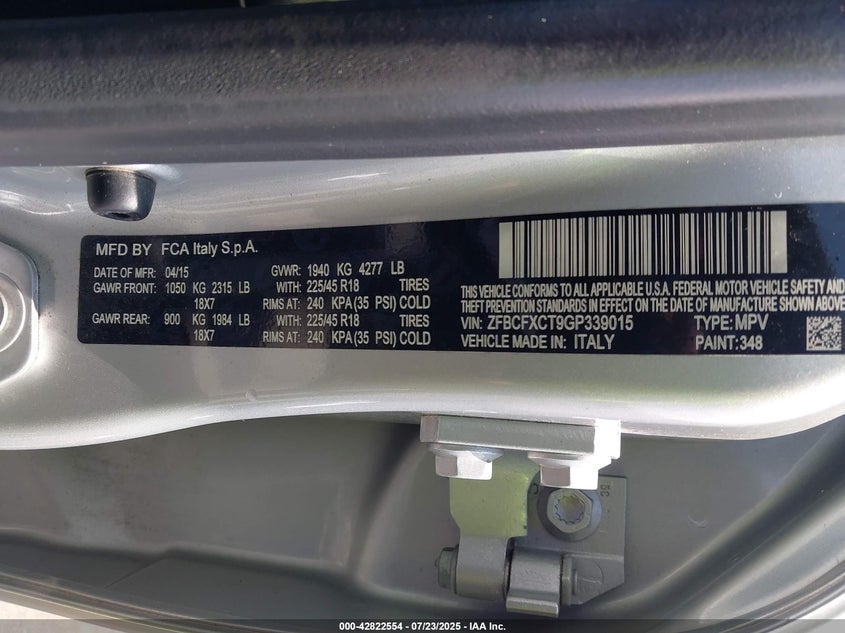 MFD BY FCA Italy S.p.A.
DATE OF MFR: 04/15 GVWR: 1940 KG 4277 LB
GAWR FRONT: 1050 KG 2315 LB WITH: 225/45 R18 TIRES
18X7 RIMS AT: 240 KPA(35 PSI) COLD
GAWR REAR: 900 KG 1984 LB WITH: 225/45 R18 TIRES
18X7 RIMS AT: 240 KPA(35 PSI) COLD
THIS VEHICLE CONFORMS TO ALL APPLICABLE U.S.A. FEDERAL MOTOR VEHICLE SAFETY AND
THEFT PREVENTION STANDARDS IN EFFECT ON THE DATE OF MANUFACTURE SHOWN ABOVE
VIN: ZFBCFXCT9GP339015 TYPE: MPV
VEHICLE MADE IN: ITALY PAINT:348
000-42822554 - 07/23/2025 - IAA Inc.